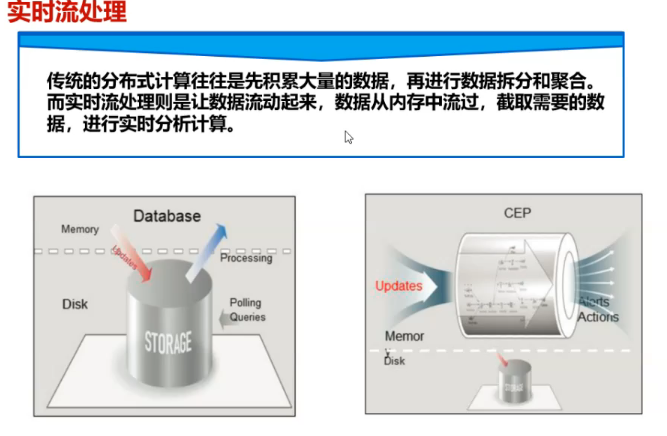 实时流处理
传统的分布式计算往往是先积累大量的数据，再进行数据拆分和聚合。
而实时流处理则是让数据流动起来，数据从内存中流过，截取需要的数
据，进行实时分析计算。
Database
Memory
Updates
Processing
Disk
Polling
Queries
STORAGE
CEP
Updates
Alerts
Actions
Memor
y
Disk
STORAGE